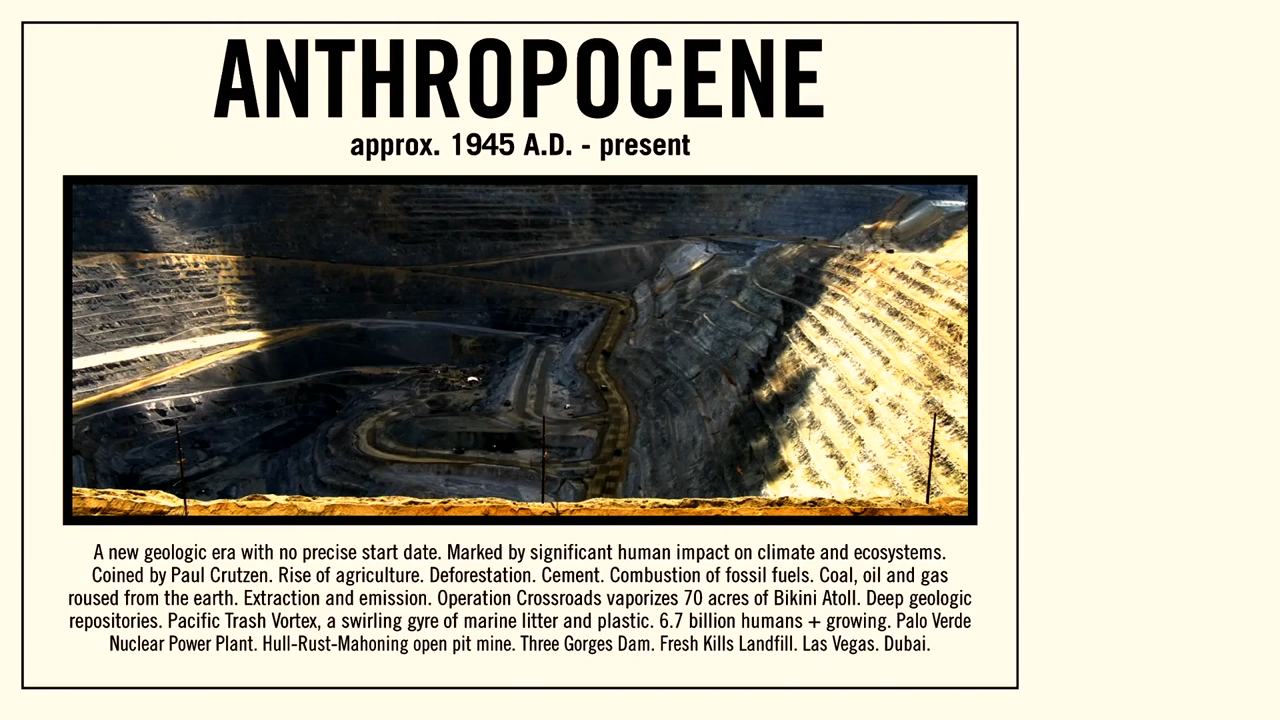 ANTHROPOCENE
approx. 1945 A.D. - present
A new geologic era with no precise start date. Marked by significant human impact on climate and ecosystems.
Coined by Paul Crutzen. Rise of agriculture. Deforestation. Cement. Combustion of fossil fuels. Coal, oil and gas
roused from the earth. Extraction and emission. Operation Crossroads vaporizes 70 acres of Bikini Atoll. Deep geologic
repositories. Pacific Trash Vortex, a swirling gyre of marine litter and plastic. 6.7 billion humans + growing. Palo Verde
Nuclear Power Plant. Hull-Rust-Mahoning open pit mine. Three Gorges Dam. Fresh Kills Landfill. Las Vegas. Dubai.